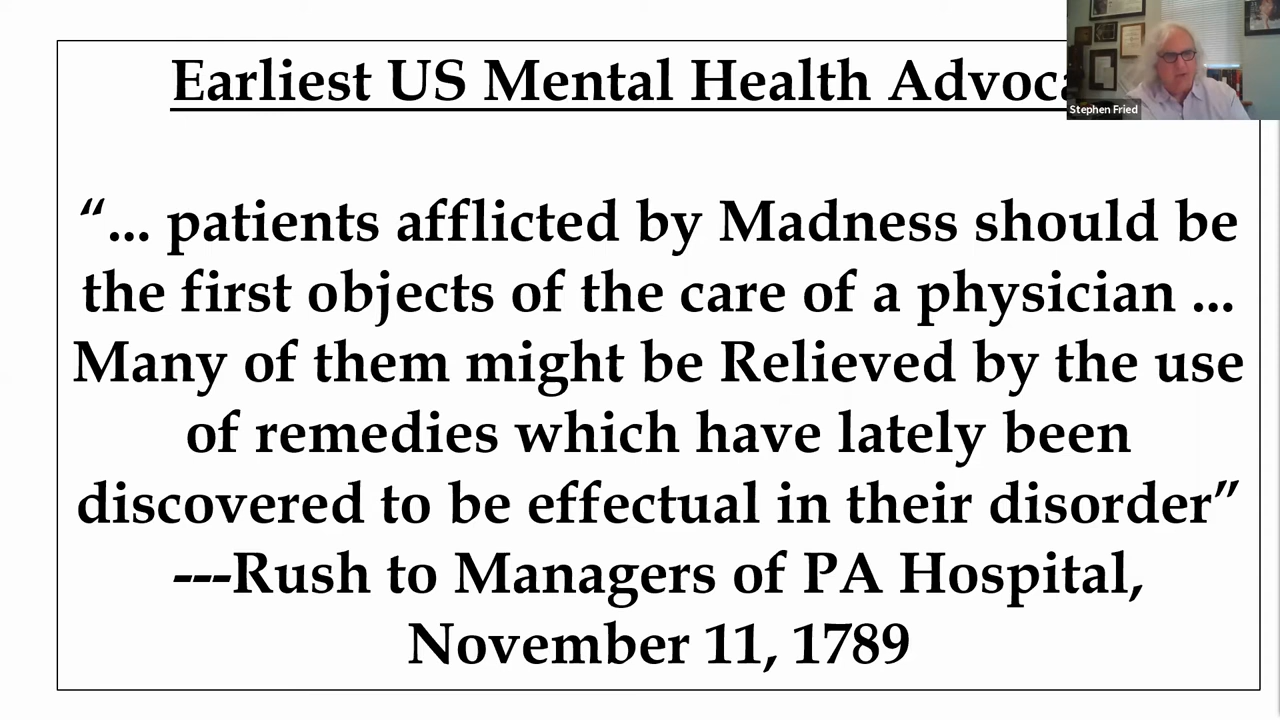 Earliest US Mental Health
Stephen Fried
“... patients afflicted by Madness should be
the first objects of the care of a physician ...
Many of them might be Relieved by the use
of remedies which have lately been
discovered to be effectual in their disorder”
---Rush to Managers of PA Hospital,
November 11, 1789